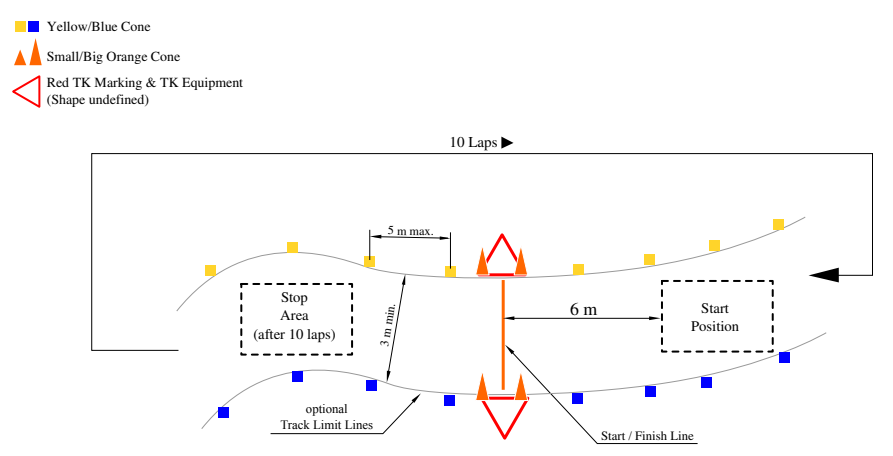 Yellow/Blue Cone
Small/Big Orange Cone
Red TK Marking & TK Equipment
(Shape undefined)
10 Laps
5 m max.
Stop
Area
(after 10 laps)
3 m min.
6 m
Start
Position
optional
Track Limit Lines
Start / Finish Line